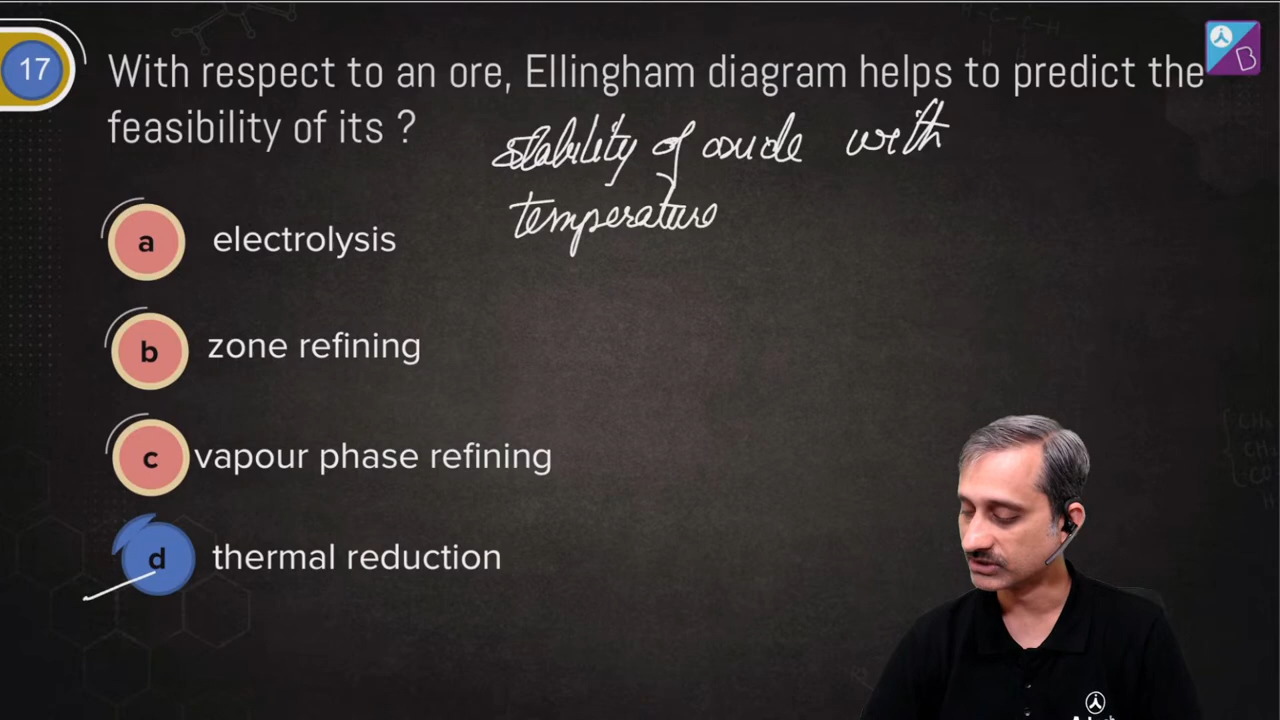 17
With respect to an ore, Ellingham diagram helps to predict the
feasibility of its ?
stability of oxide with
temperature
a electrolysis
b zone refining
c vapour phase refining
d thermal reduction
B